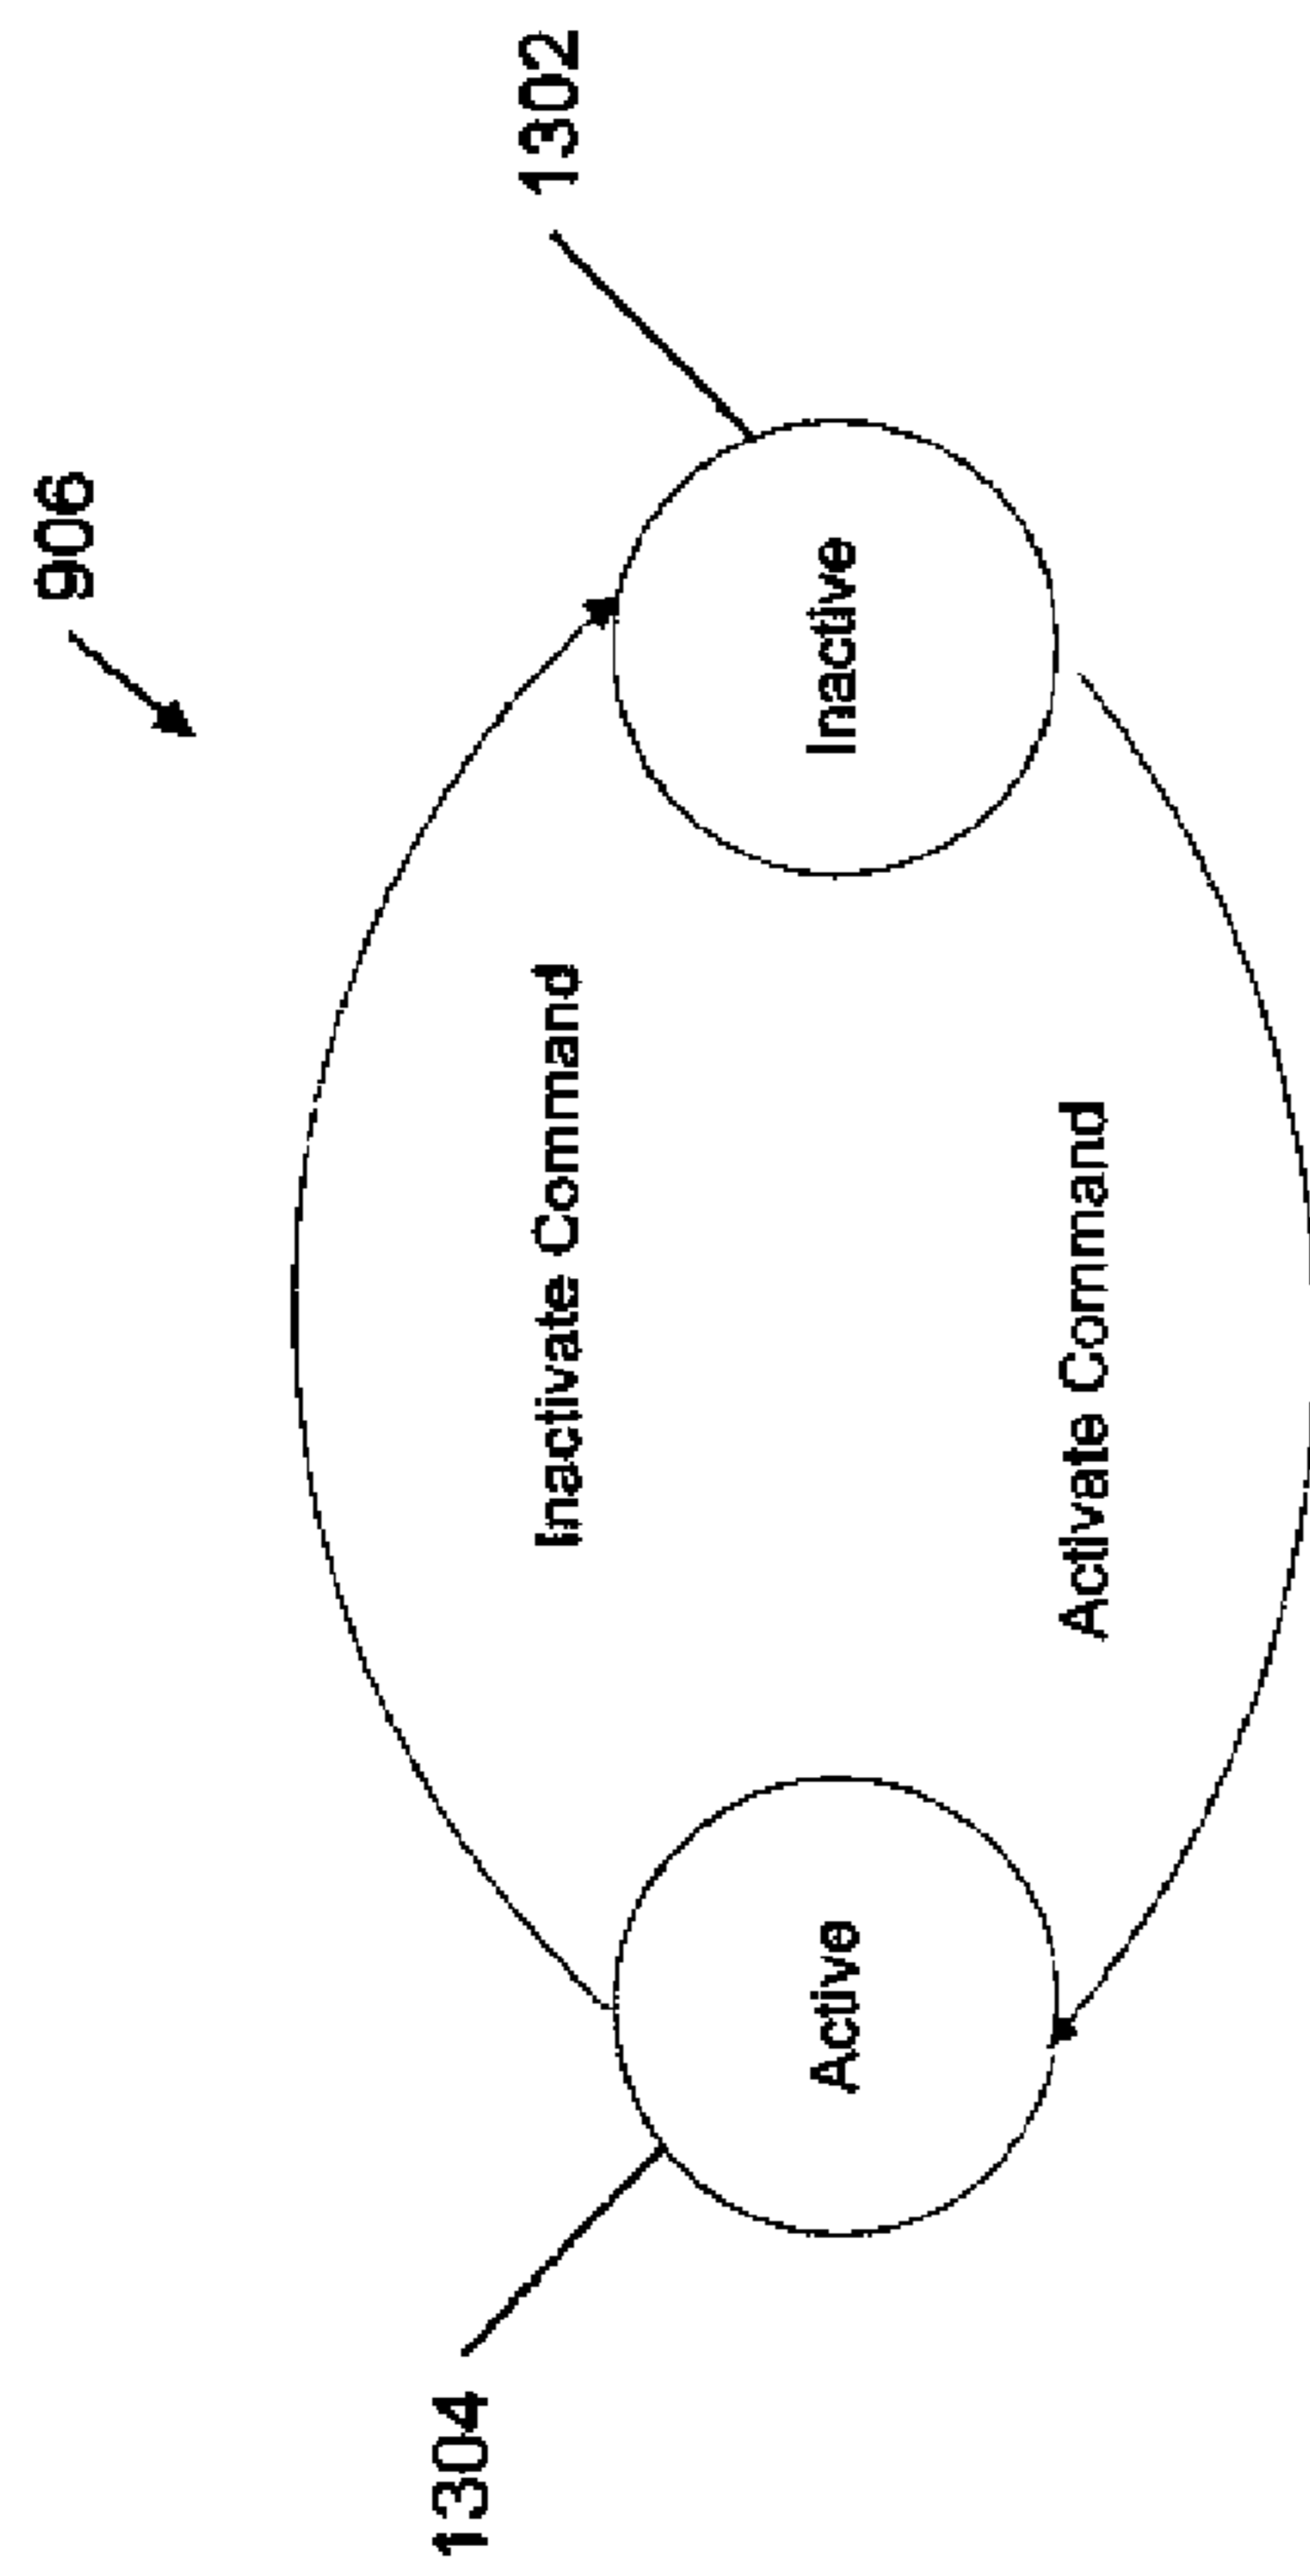 906
1302
1304
Inactivate Command
Active
Inactive
Activate Command